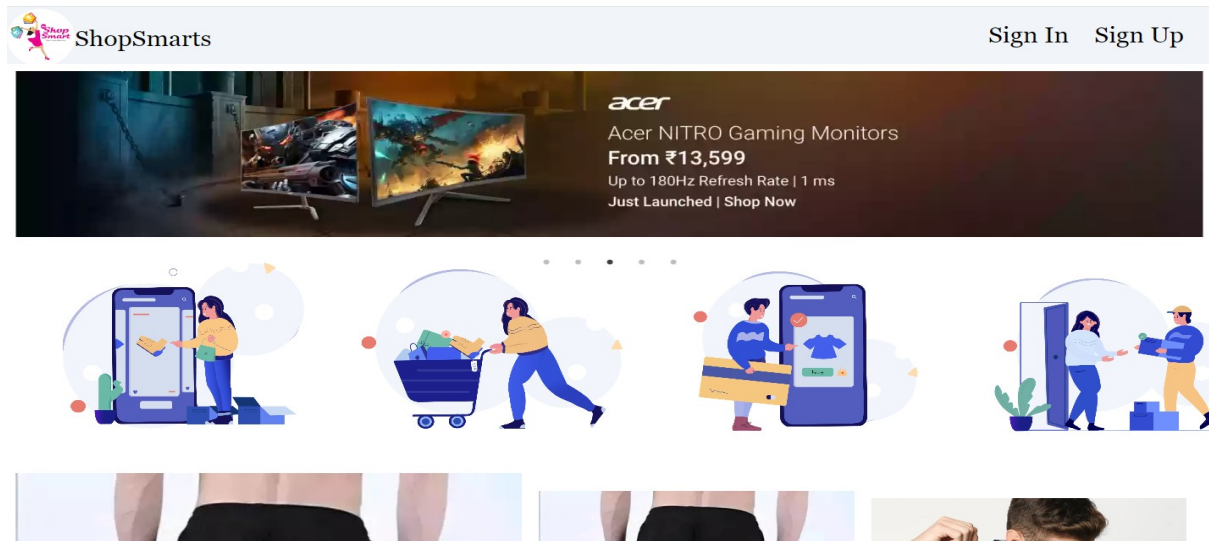 Shop
Smart
ShopSmarts
Sign In Sign Up
acer
Acer NITRO Gaming Monitors
From ₹13,599
Up to 180Hz Refresh Rate | 1 ms
Just Launched | Shop Now